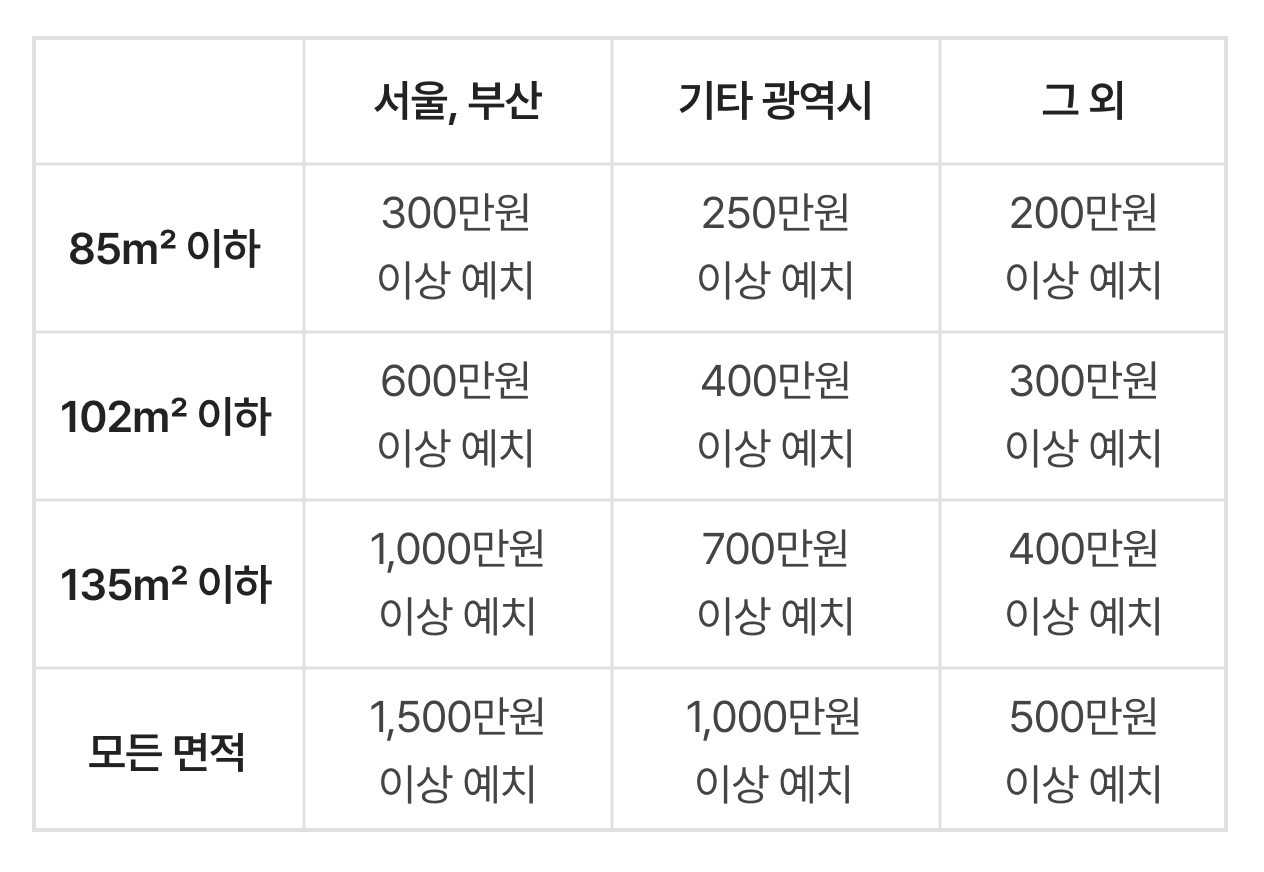 서울, 부산
기타 광역시
그 외
85m² 이하
300만원
이상 예치
250만원
이상 예치
200만원
이상 예치
102m² 이하
600만원
이상 예치
400만원
이상 예치
300만원
이상 예치
135m² 이하
1,000만원
이상 예치
700만원
이상 예치
400만원
이상 예치
모든 면적
1,500만원
이상 예치
1,000만원
이상 예치
500만원
이상 예치